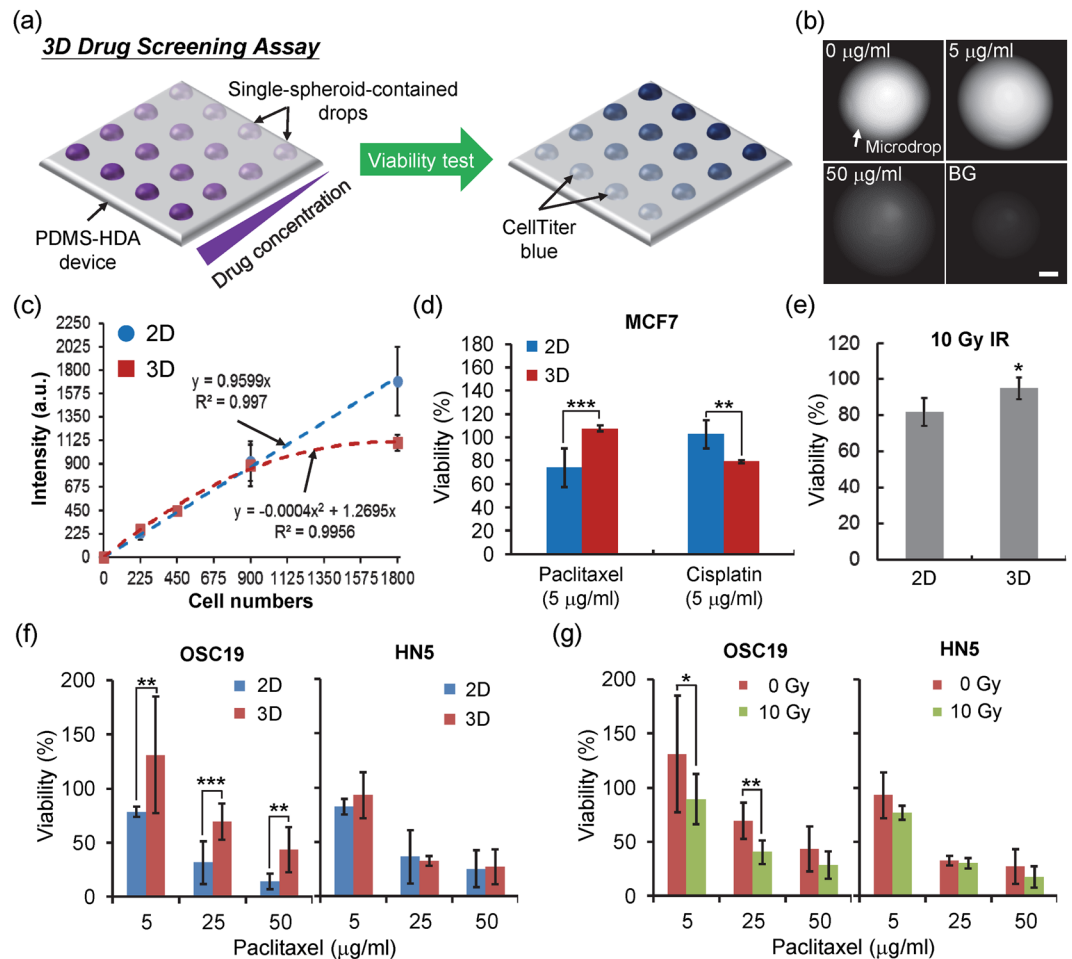 (a)
3D Drug Screening Assay
Single-spheroid-contained
drops
Viability test
PDMS-HDA
device
Drug concentration
CellTiter
blue
(b)
0 μg/ml
5 μg/ml
Microdrop
50 μg/ml
BG
(c)
2250
2025
1800
1575
1350
1125
900
675
450
225
0
Intensity (a.u.)
2D
3D
y = 0.9599x
R² = 0.997
y = -0.0004x² + 1.2695x
R² = 0.9956
0 225 450 675 900 1125 1350 1575 1800
Cell numbers
(d)
MCF7
180
160
140
120
100
80
60
40
20
0
Viability (%)
2D
3D
***
**
Paclitaxel
(5 μg/ml)
Cisplatin
(5 μg/ml)
(e)
10 Gy IR
120
100
80
60
40
20
0
Viability (%)
*
2D 3D
(f)
OSC19
HN5
200
150
100
50
0
Viability (%)
2D
3D
2D
3D
**
***
**
5 25 50 5 25 50
Paclitaxel (μg/ml)
(g)
OSC19
HN5
200
150
100
50
0
Viability (%)
0 Gy
10 Gy
0 Gy
10 Gy
*
**
5 25 50 5 25 50
Paclitaxel (μg/ml)